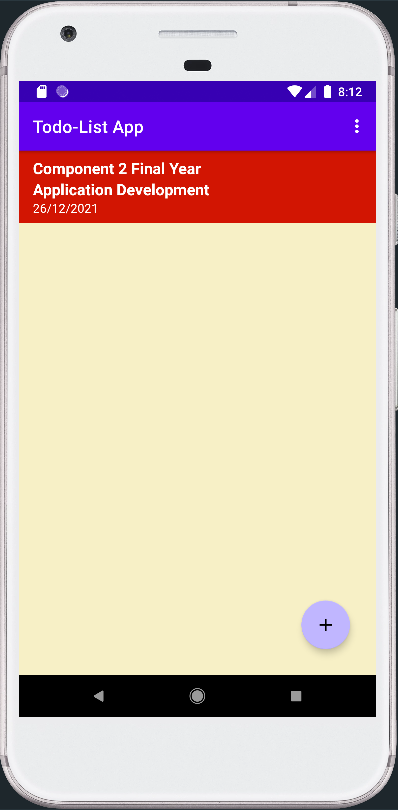 8:12
Todo-List App
Component 2 Final Year
Application Development
26/12/2021
+